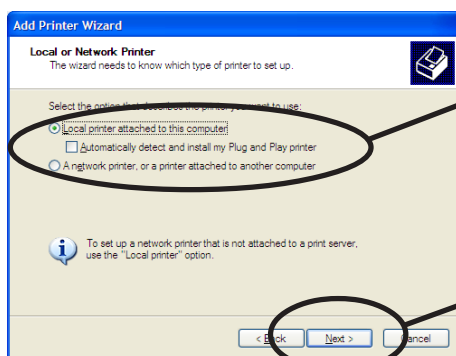 Add Printer Wizard
Local or Network Printer
The wizard needs to know which type of printer to set up.
Select the option that describes the printer you want to use:
Local printer attached to this computer
Automatically detect and install my Plug and Play printer
A network printer, or a printer attached to another computer
To set up a network printer that is not attached to a print server,
use the "Local printer" option.
< Back Next > Cancel